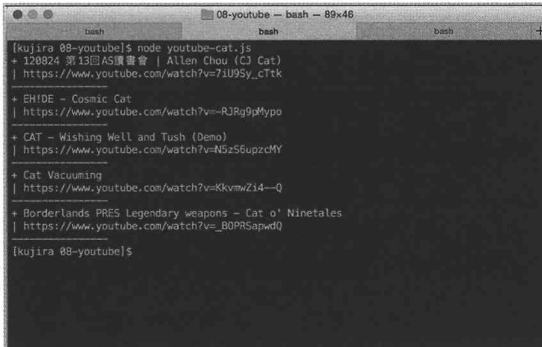 08-youtube — bash — 89×46
bash
bash
bash
[kujira 08-youtube]$ node youtube-cat.js
+ 120824 第13回AS讀書會 | Allen Chou (CJ Cat)
| https://www.youtube.com/watch?v=7iU9Sy_cTtk
----------------
+ EH!DE - Cosmic Cat
| https://www.youtube.com/watch?v=-RJRg9pMypo
----------------
+ CAT - Wishing Well and Tush (Demo)
| https://www.youtube.com/watch?v=N5zS6upzcMY
----------------
+ Cat Vacuuming
| https://www.youtube.com/watch?v=KkvmwZi4--Q
----------------
+ Borderlands PRES Legendary weapons - Cat o' Ninetales
| https://www.youtube.com/watch?v=_BOPRSapwdQ
----------------
[kujira 08-youtube]$